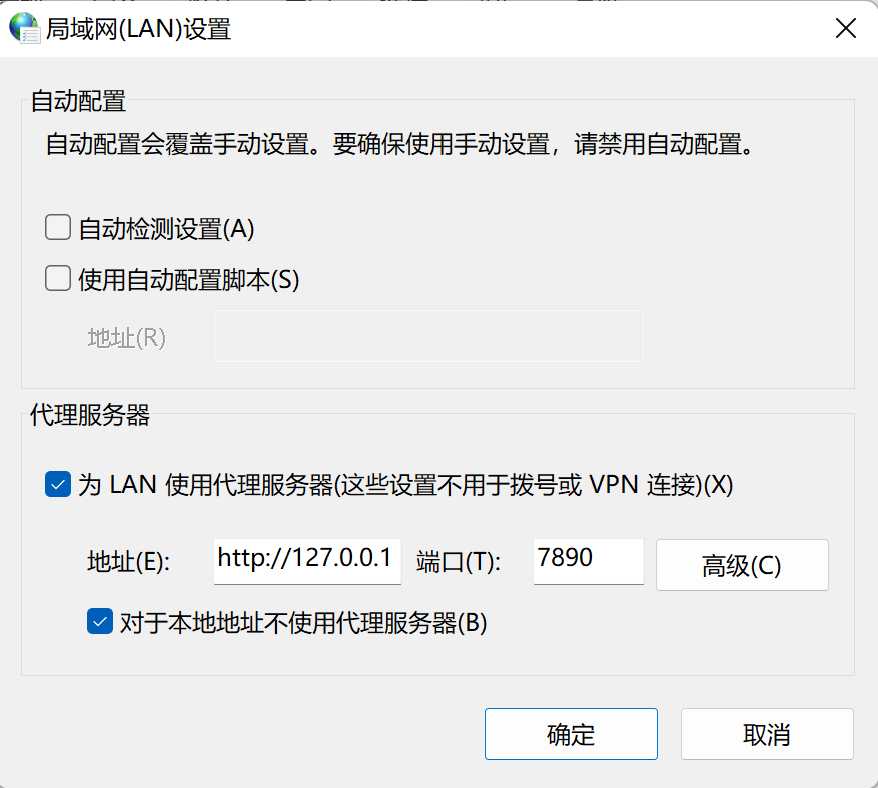 局域网(LAN)设置
自动配置
自动配置会覆盖手动设置。要确保使用手动设置，请禁用自动配置。
自动检测设置(A)
使用自动配置脚本(S)
地址(R)
代理服务器
为 LAN 使用代理服务器(这些设置不用于拨号或 VPN 连接)(X)
地址(E): http://127.0.0.1 端口(T): 7890 高级(C)
对于本地地址不使用代理服务器(B)
确定 取消